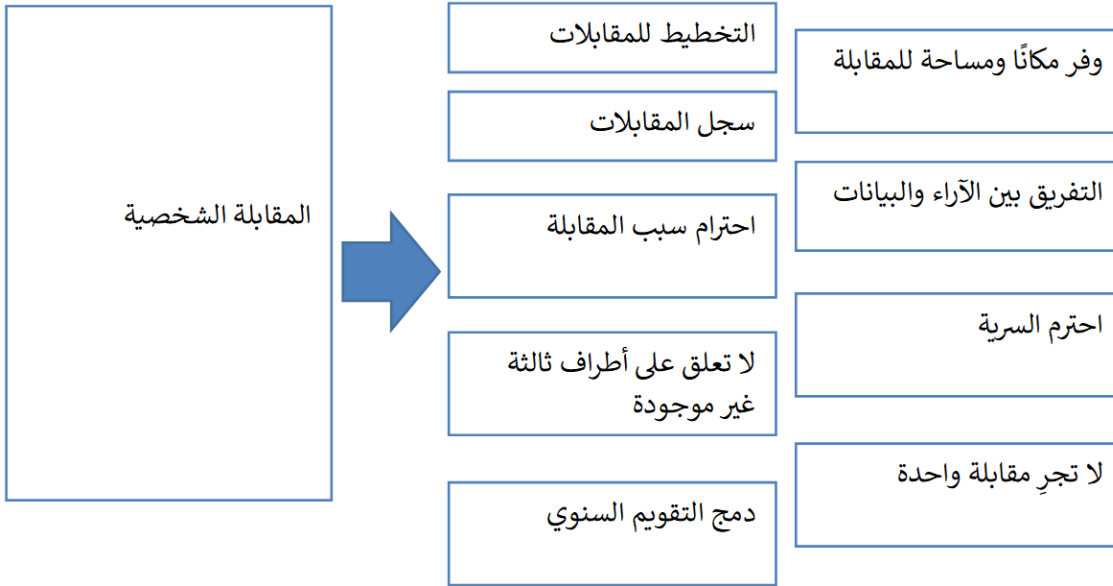 المقابلة الشخصية
التخطيط للمقابلات
سجل المقابلات
احترام سبب المقابلة
لا تعلق على أطراف ثالثة
غير موجودة
دمج التقويم السنوي
وفر مكانًا ومساحة للمقابلة
التفريق بين الآراء والبيانات
احترم السرية
لا تجرِ مقابلة واحدة